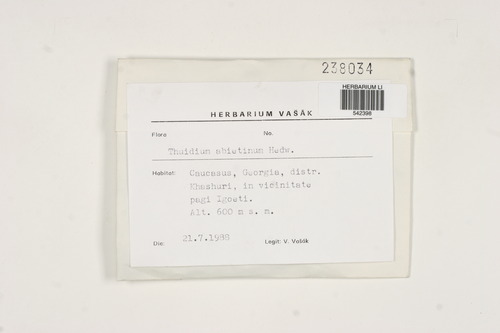 238034
HERBARIUM LI
542398
HERBARIUM VAŠÁK
Flora No.
Thuidium abietinum Hedw.
Habitat: Caucasus, Georgia, distr.
Khashuri, in vicinitate
pagi Igoeti.
Alt. 600 m s. m.
Die: 21.7.1988 Legit: V. Vašák